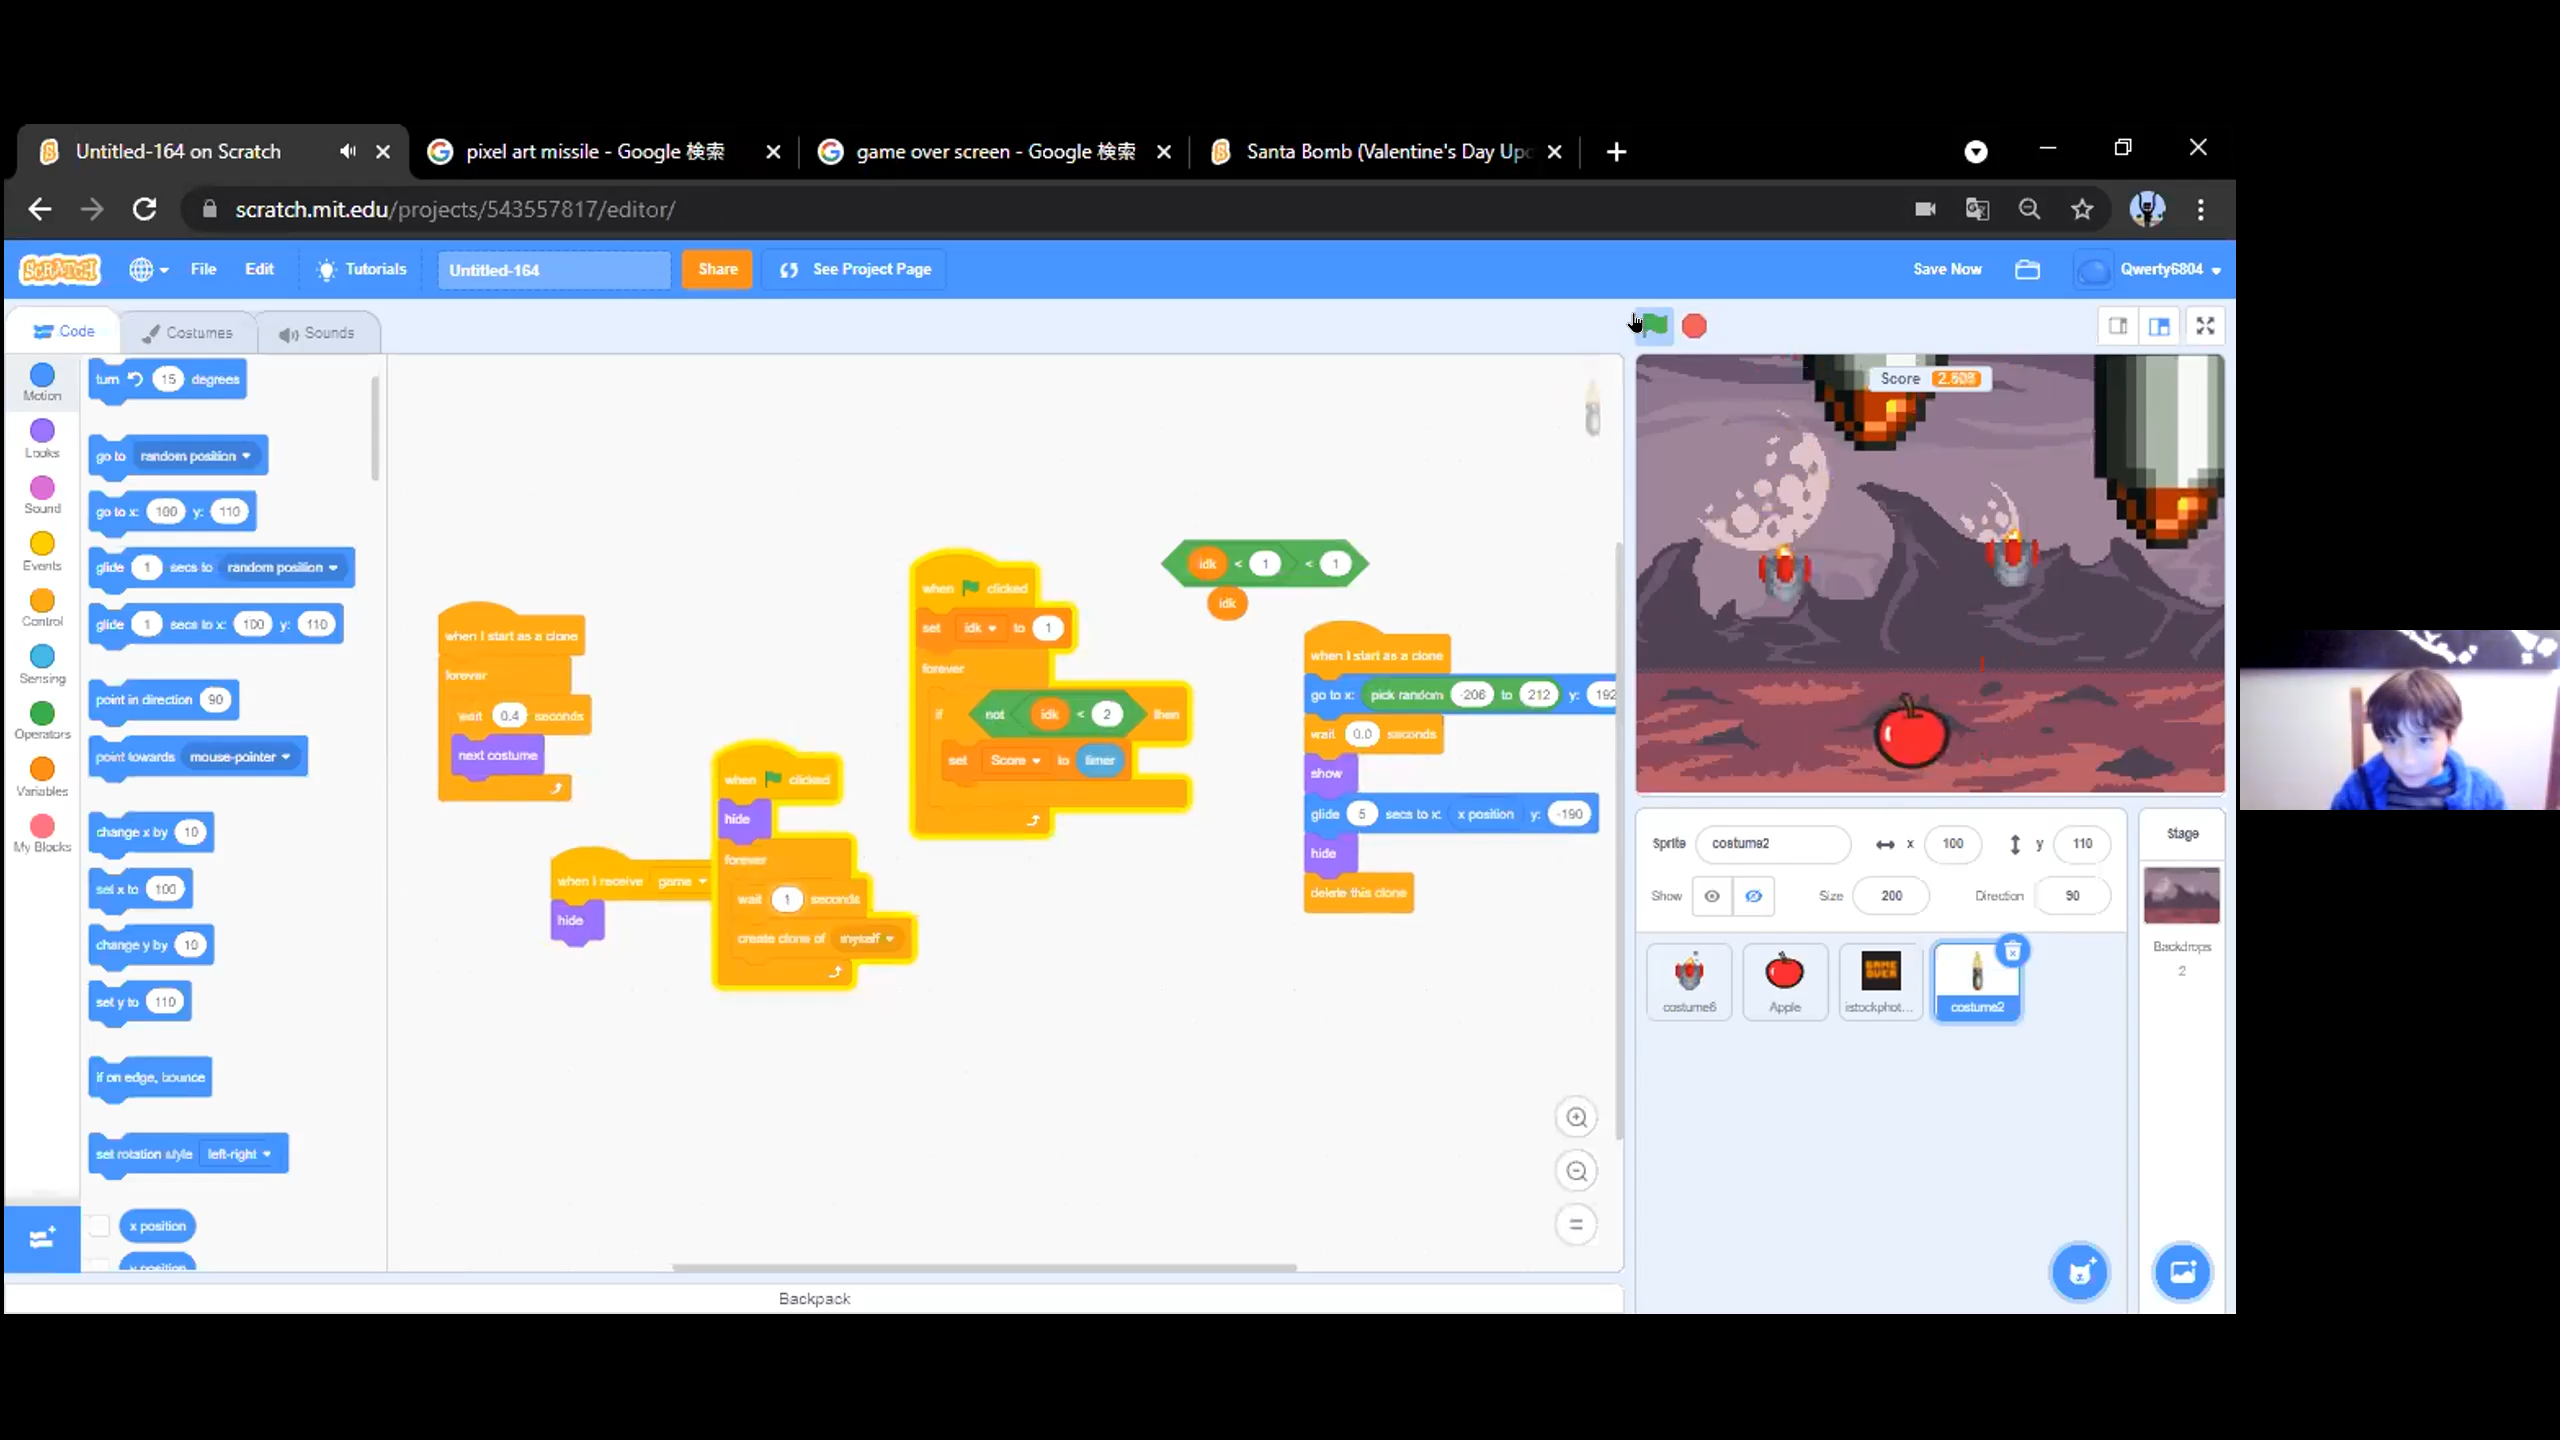 Untitled-164 on Scratch
pixel art missile - Google 検索
game over screen - Google 検索
Santa Bomb (Valentine's Day Upd
scratch.mit.edu/projects/543557817/editor/
SCRATCH
File
Edit
Tutorials
Untitled-164
Share
See Project Page
Save Now
Qwerty6804
Code
Costumes
Sounds
Motion
Looks
Sound
Events
Control
Sensing
Operators
Variables
My Blocks
turn 15 degrees
go to random position
go to x: 100 y: 110
glide 1 secs to random position
glide 1 secs to x: 100 y: 110
point in direction 90
point towards mouse-pointer
change x by 10
set x to 100
change y by 10
set y to 110
if on edge, bounce
set rotation style left-right
x position
y position
when I start as a clone
forever
wait 0.4 seconds
next costume
when I receive game
hide
when clicked
hide
forever
wait 1 seconds
create clone of myself
when clicked
set idk to 1
forever
if not idk < 2 then
set Score to timer
idk < 1 < 1
idk
when I start as a clone
go to x: pick random -206 to 212 y: 192
wait 0.0 seconds
show
glide 5 secs to x: x position y: -190
hide
delete this clone
Score
Sprite costume2 x 100 y 110
Show Size 200 Direction 90
costume6
Apple
GAME OVER
istockphot...
costume2
Stage
Backdrops
2
Backpack